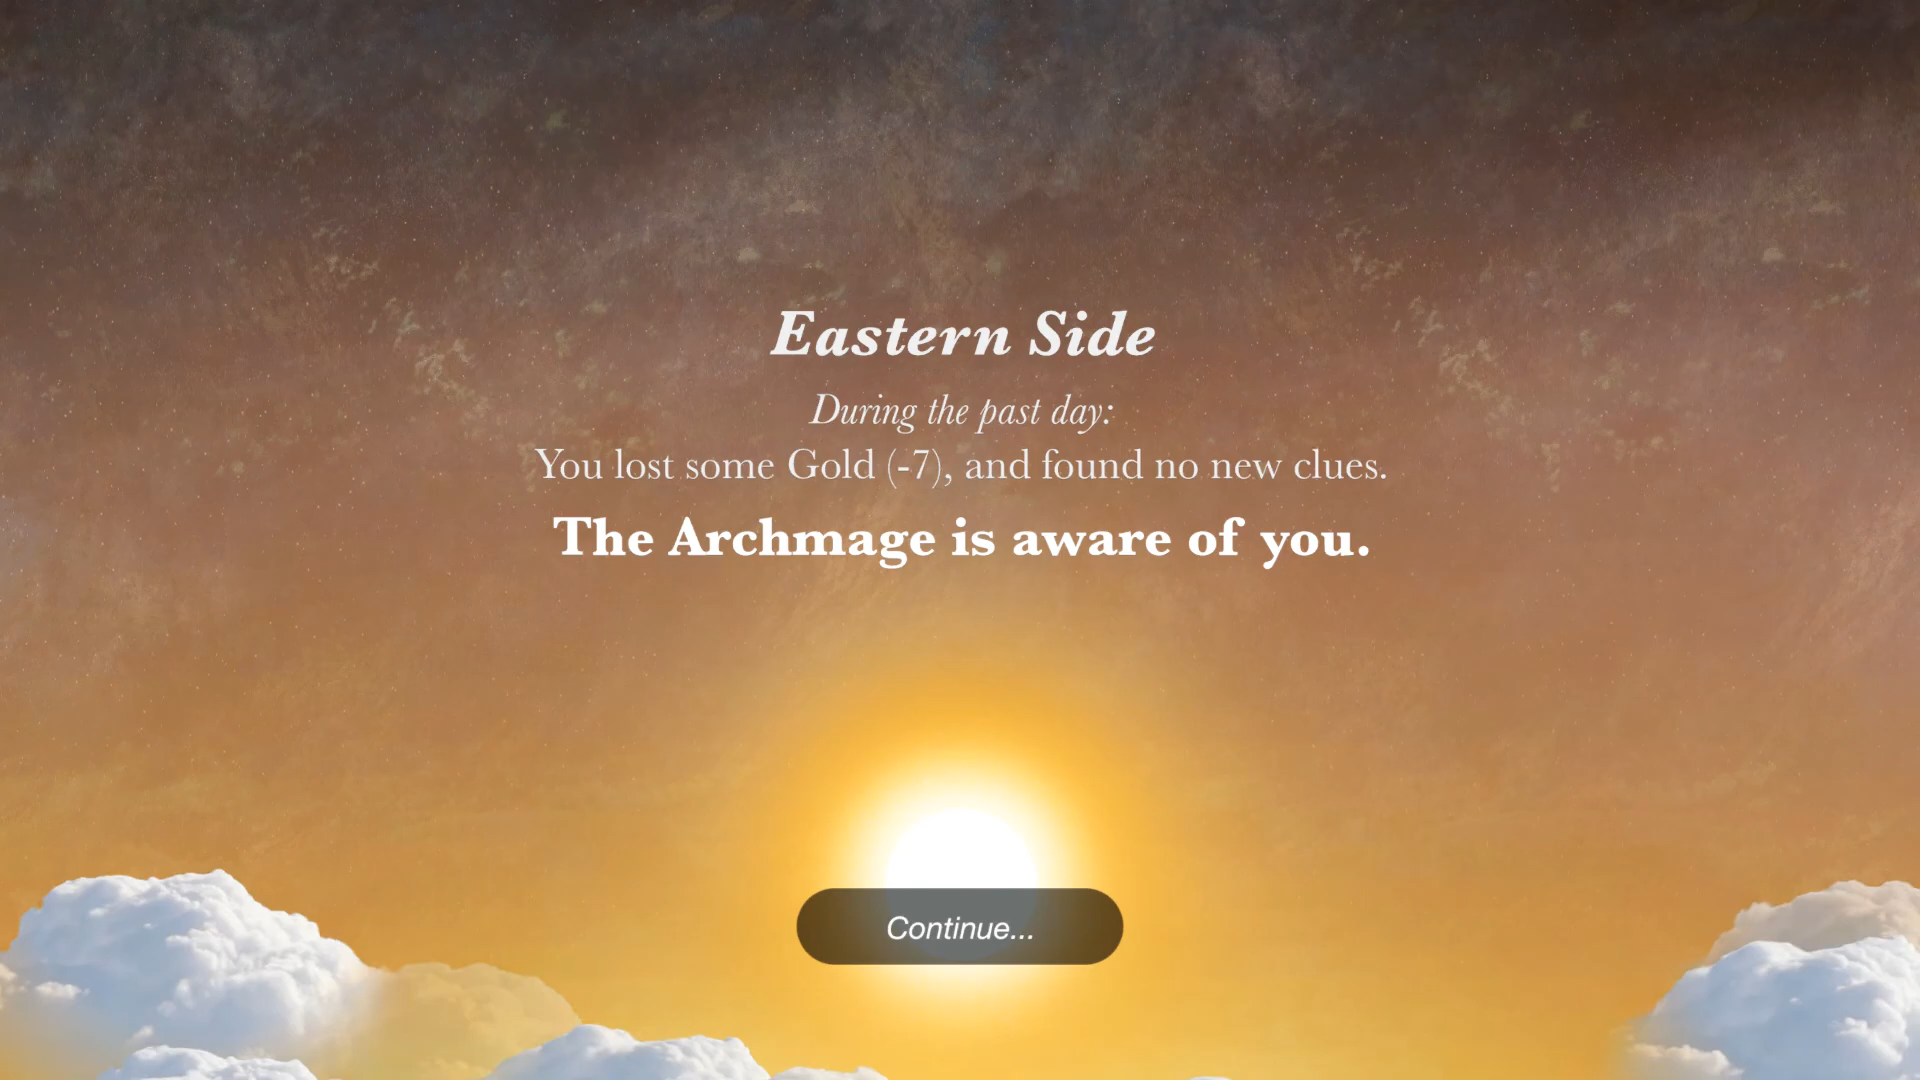 Eastern Side
During the past day:
You lost some Gold (-7), and found no new clues.
The Archmage is aware of you.
Continue...